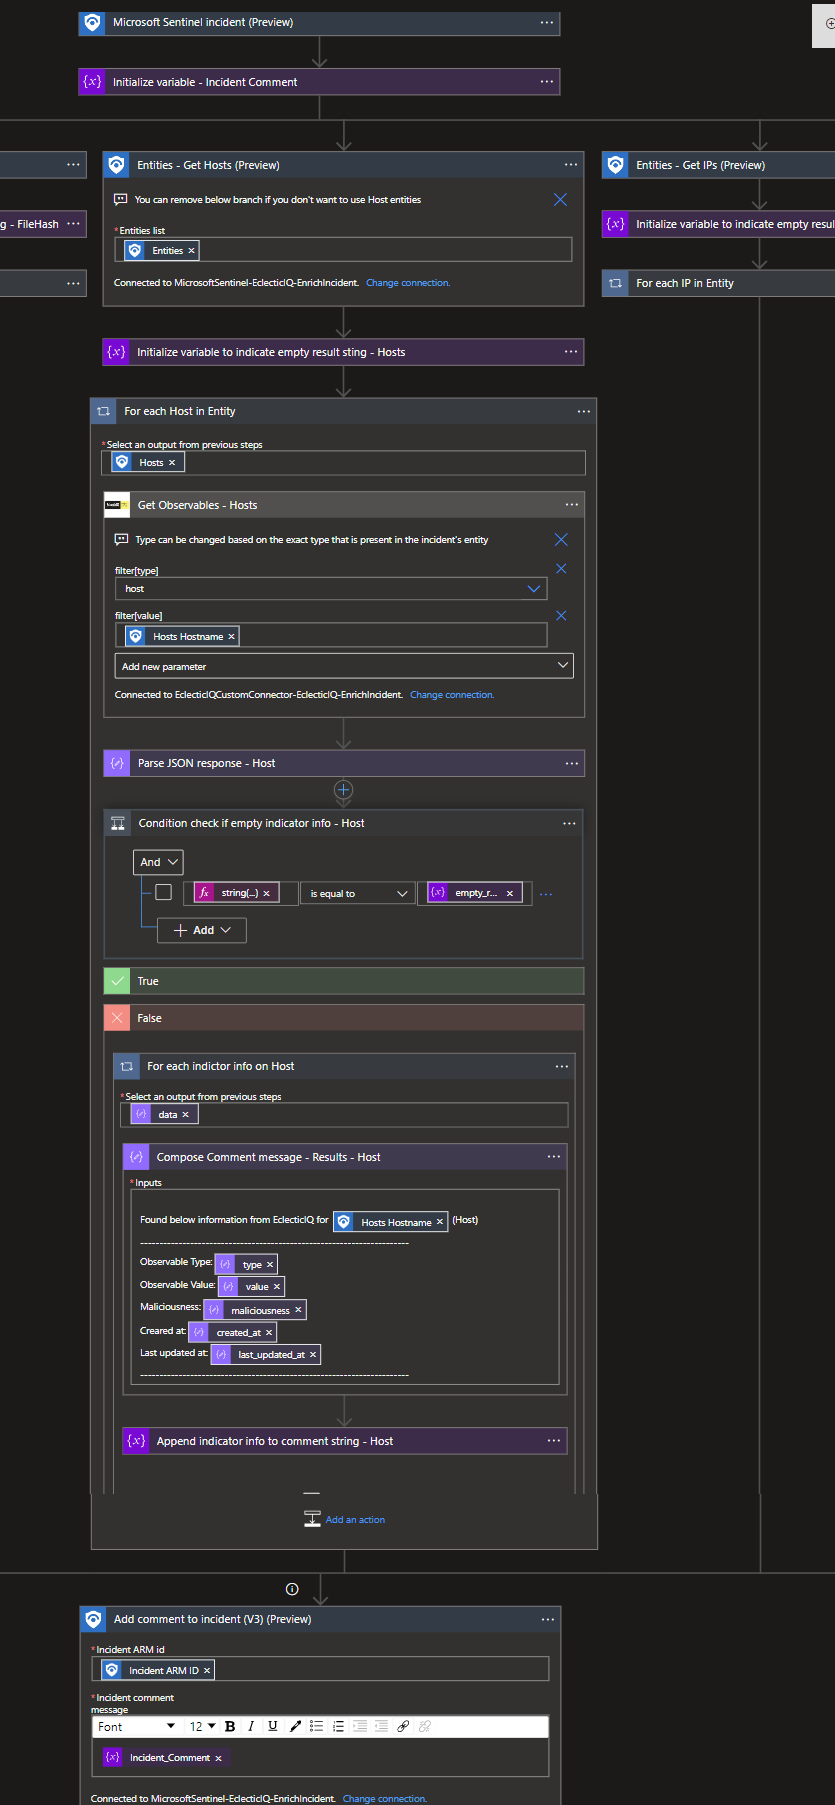 Microsoft Sentinel incident (Preview)
{x} Initialize variable - Incident Comment
Entities - Get Hosts (Preview)
Entities - Get IPs (Preview)
You can remove below branch if you don't want to use Host entities
g - FileHash
{x} Initialize variable to indicate empty resul
* Entities list
Entities ×
For each IP in Entity
Connected to MicrosoftSentinel-EclecticIQ-EnrichIncident. Change connection.
{x} Initialize variable to indicate empty result sting - Hosts
For each Host in Entity
* Select an output from previous steps
Hosts ×
Get Observables - Hosts
Type can be changed based on the exact type that is present in the incident's entity
filter[type]
host
filter[value]
Hosts Hostname ×
Add new parameter
Connected to EclecticIQCustomConnector-EclecticIQ-EnrichIncident. Change connection.
Parse JSON response - Host
Condition check if empty indicator info - Host
And
fx string(...) × is equal to {x} empty_r... ×
Add
True
False
For each indictor info on Host
* Select an output from previous steps
data ×
Compose Comment message - Results - Host
* Inputs
Found below information from EclecticIQ for Hosts Hostname × (Host)
----------------------------------------------------------------------
Observable Type: type ×
Observable Value: value ×
Maliciousness: maliciousness ×
Creared at: created_at ×
Last updated at: last_updated_at ×
----------------------------------------------------------------------
{x} Append indicator info to comment string - Host
Add an action
Add comment to incident (V3) (Preview)
* Incident ARM id
Incident ARM ID ×
* Incident comment
message
Font 12 B I U
{x} Incident_Comment ×
Connected to MicrosoftSentinel-EclecticIQ-EnrichIncident. Change connection.